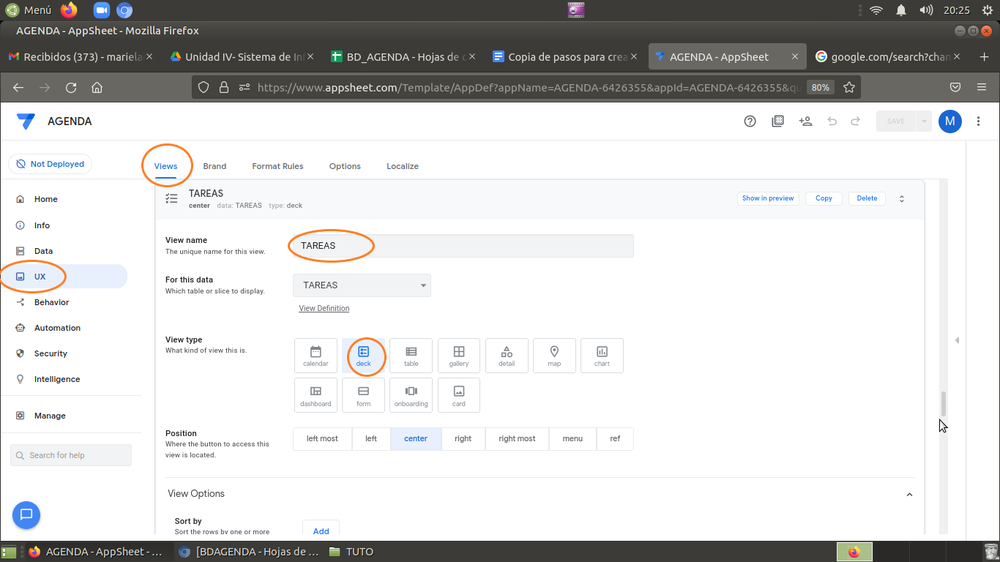 Menú
20:25
AGENDA - AppSheet - Mozilla Firefox
Recibidos (373) - mariela
Unidad IV- Sistema de Inf
BD_AGENDA - Hojas de c
Copia de pasos para crea
AGENDA - AppSheet
google.com/search?chan
https://www.appsheet.com/Template/AppDef?appName=AGENDA-6426355&appId=AGENDA-6426355&q
80%
AGENDA
SAVE
M
Not Deployed
Views
Brand
Format Rules
Options
Localize
Home
Info
Data
UX
Behavior
Automation
Security
Intelligence
Manage
Search for help
TAREAS
center data: TAREAS type: deck
Show in preview
Copy
Delete
View name
The unique name for this view.
TAREAS
For this data
Which table or slice to display.
TAREAS
View Definition
View type
What kind of view this is.
calendar
deck
table
gallery
detail
map
chart
dashboard
form
onboarding
card
Position
Where the button to access this
view is located.
left most
left
center
right
right most
menu
ref
View Options
Sort by
Sort the rows by one or more
Add
AGENDA - AppSheet - ...
[BDAGENDA - Hojas de ...
TUTO